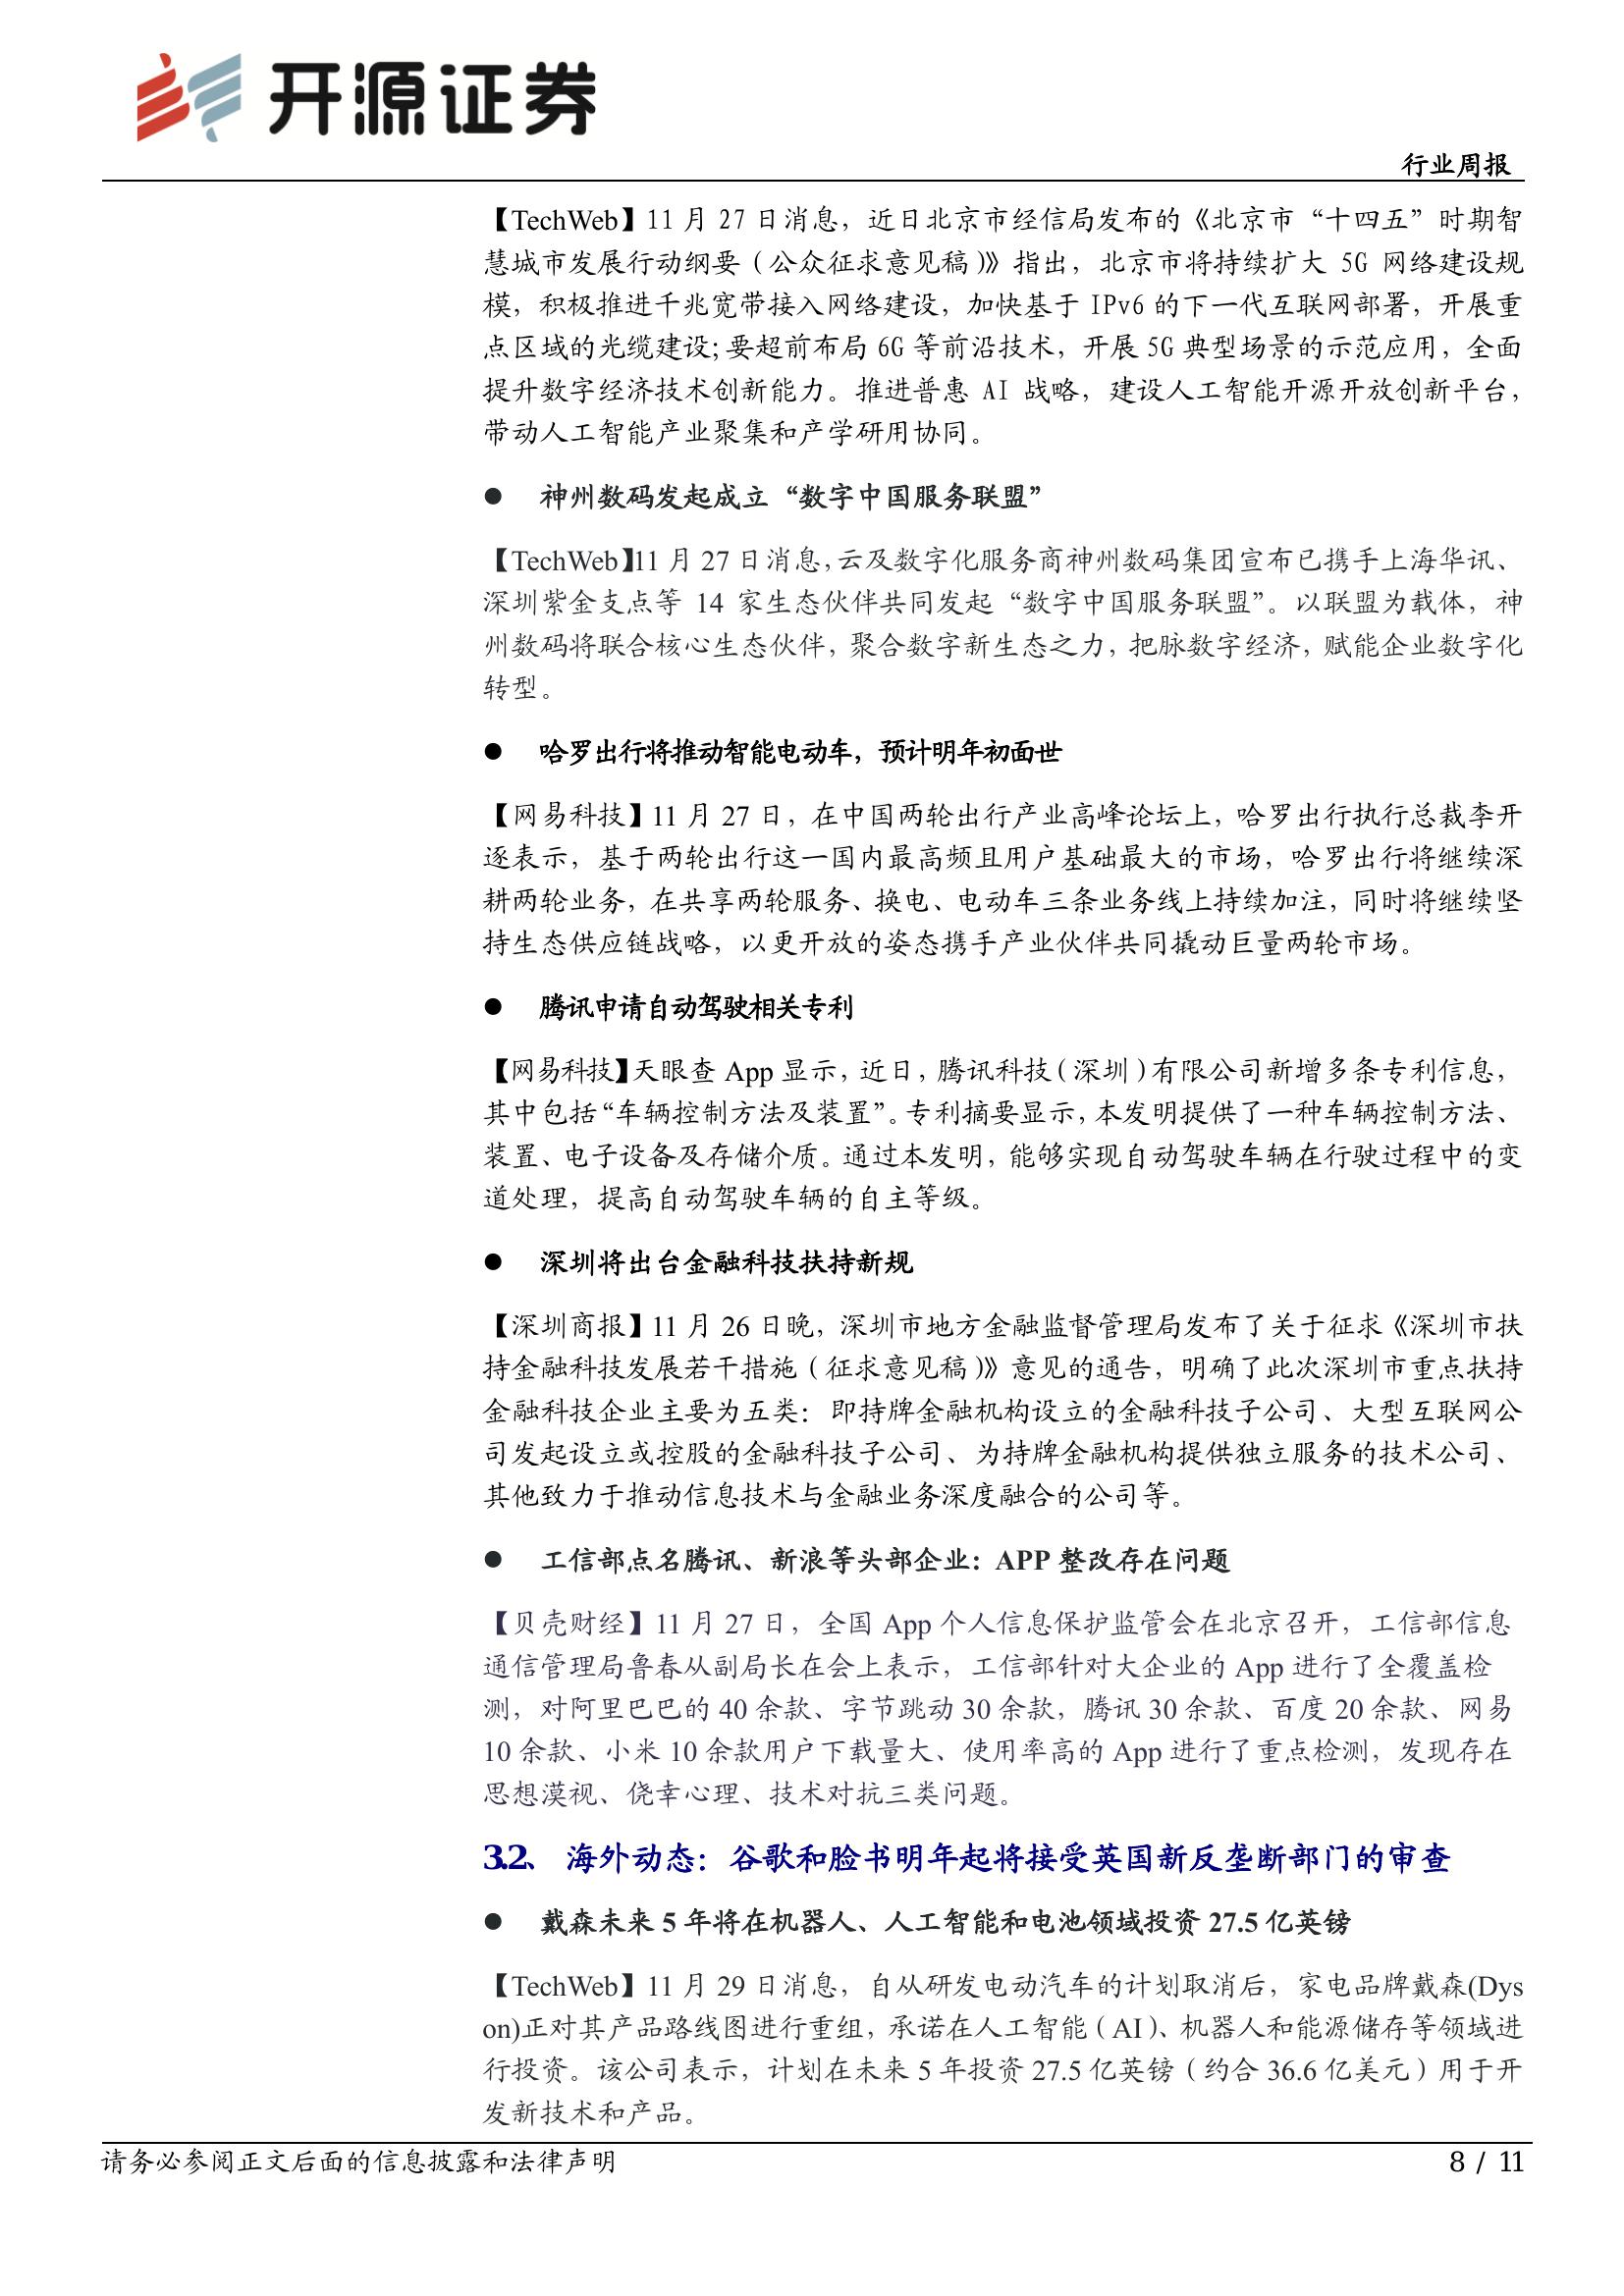 开源证券
行业周报
【TechWeb】11 月 27 日消息，近日北京市经信局发布的《北京市“十四五”时期智
慧城市发展行动纲要（公众征求意见稿）》指出，北京市将持续扩大 5G 网络建设规
模，积极推进千兆宽带接入网络建设，加快基于 IPv6 的下一代互联网部署，开展重
点区域的光缆建设；要超前布局 6G 等前沿技术，开展 5G 典型场景的示范应用，全面
提升数字经济技术创新能力。推进普惠 AI 战略，建设人工智能开源开放创新平台，
带动人工智能产业聚集和产学研用协同。
● 神州数码发起成立“数字中国服务联盟”
【TechWeb】11 月 27 日消息，云及数字化服务商神州数码集团宣布已携手上海华讯、
深圳紫金支点等 14 家生态伙伴共同发起“数字中国服务联盟”。以联盟为载体，神
州数码将联合核心生态伙伴，聚合数字新生态之力，把脉数字经济，赋能企业数字化
转型。
● 哈罗出行将推动智能电动车，预计明年初面世
【网易科技】11 月 27 日，在中国两轮出行产业高峰论坛上，哈罗出行执行总裁李开
逐表示，基于两轮出行这一国内最高频且用户基础最大的市场，哈罗出行将继续深
耕两轮业务，在共享两轮服务、换电、电动车三条业务线上持续加注，同时将继续坚
持生态供应链战略，以更开放的姿态携手产业伙伴共同撬动巨量两轮市场。
● 腾讯申请自动驾驶相关专利
【网易科技】天眼查 App 显示，近日，腾讯科技（深圳）有限公司新增多条专利信息，
其中包括“车辆控制方法及装置”。专利摘要显示，本发明提供了一种车辆控制方法、
装置、电子设备及存储介质。通过本发明，能够实现自动驾驶车辆在行驶过程中的变
道处理，提高自动驾驶车辆的自主等级。
● 深圳将出台金融科技扶持新规
【深圳商报】11 月 26 日晚，深圳市地方金融监督管理局发布了关于征求《深圳市扶
持金融科技发展若干措施（征求意见稿）》意见的通告，明确了此次深圳市重点扶持
金融科技企业主要为五类：即持牌金融机构设立的金融科技子公司、大型互联网公
司发起设立或控股的金融科技子公司、为持牌金融机构提供独立服务的技术公司、
其他致力于推动信息技术与金融业务深度融合的公司等。
● 工信部点名腾讯、新浪等头部企业：APP 整改存在问题
【贝壳财经】11 月 27 日，全国 App 个人信息保护监管会在北京召开，工信部信息
通信管理局鲁春从副局长在会上表示，工信部针对大企业的 App 进行了全覆盖检
测，对阿里巴巴的 40 余款、字节跳动 30 余款，腾讯 30 余款、百度 20 余款、网易
10 余款、小米 10 余款用户下载量大、使用率高的 App 进行了重点检测，发现存在
思想漠视、侥幸心理、技术对抗三类问题。
3.2、 海外动态：谷歌和脸书明年起将接受英国新反垄断部门的审查
● 戴森未来 5 年将在机器人、人工智能和电池领域投资 27.5 亿英镑
【TechWeb】11 月 29 日消息，自从研发电动汽车的计划取消后，家电品牌戴森(Dys
on)正对其产品路线图进行重组，承诺在人工智能（AI）、机器人和能源储存等领域进
行投资。该公司表示，计划在未来 5 年投资 27.5 亿英镑（约合 36.6 亿美元）用于开
发新技术和产品。
请务必参阅正文后面的信息披露和法律声明
8 / 11